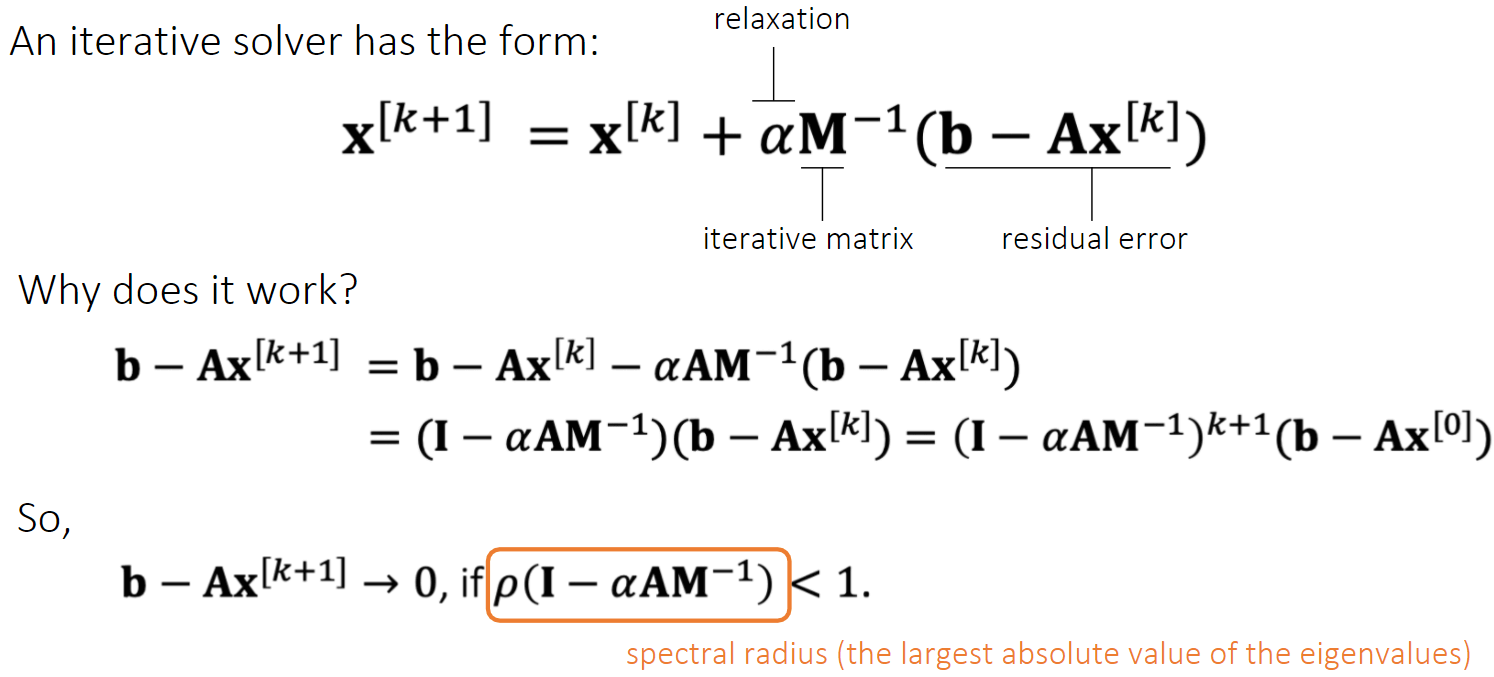 relaxation
An iterative solver has the form:
𝐱^[k+1] = 𝐱^[k] + α𝐌^−1(𝐛 − 𝐀𝐱^[k])
iterative matrix residual error
Why does it work?
𝐛 − 𝐀𝐱^[k+1] = 𝐛 − 𝐀𝐱^[k] − α𝐀𝐌^−1(𝐛 − 𝐀𝐱^[k])
= (𝐈 − α𝐀𝐌^−1)(𝐛 − 𝐀𝐱^[k]) = (𝐈 − α𝐀𝐌^−1)^k+1(𝐛 − 𝐀𝐱^[0])
So,
𝐛 − 𝐀𝐱^[k+1] → 0, if ρ(𝐈 − α𝐀𝐌^−1) < 1.
spectral radius (the largest absolute value of the eigenvalues)